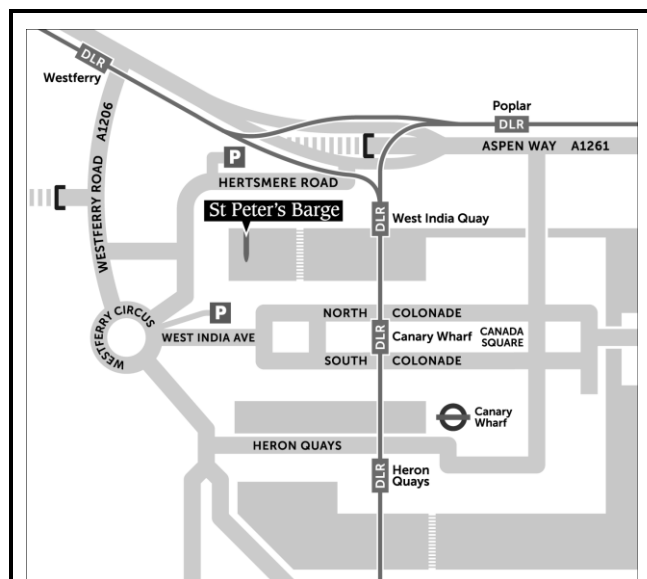 DLR
Westferry
Poplar
DLR
A1206
ASPEN WAY A1261
P
HERTSMERE ROAD
WESTFERRY ROAD
St Peter's Barge
DLR
West India Quay
P
NORTH COLONADE
WESTFERRY CIRCUS
WEST INDIA AVE
DLR
Canary Wharf
CANADA
SQUARE
SOUTH COLONADE
Canary
Wharf
HERON QUAYS
DLR
Heron
Quays